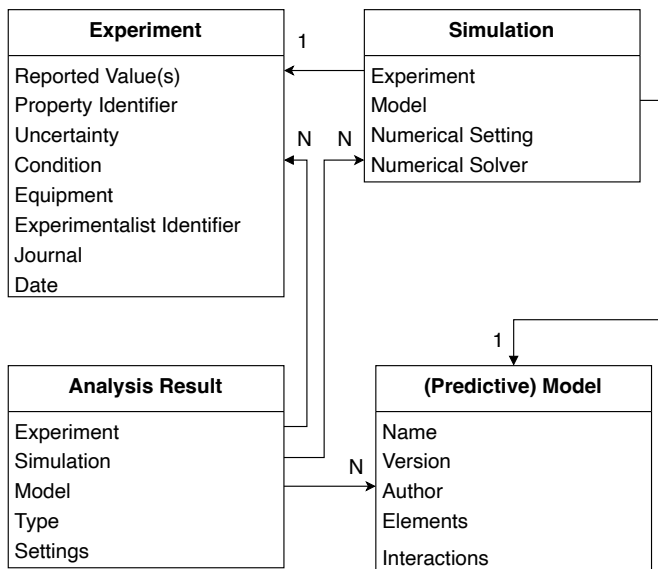 Experiment
Reported Value(s)
Property Identifier
Uncertainty
Condition
Equipment
Experimentalist Identifier
Journal
Date
1
Simulation
Experiment
Model
Numerical Setting
Numerical Solver
N
N
Analysis Result
Experiment
Simulation
Model
Type
Settings
N
1
(Predictive) Model
Name
Version
Author
Elements
Interactions